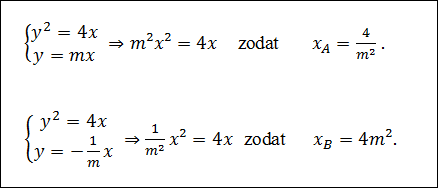 {y² = 4x
y = mx ⇒ m²x² = 4x zodat x_A = 4/m² .
{y² = 4x
y = −1/m x ⇒ 1/m² x² = 4x zodat x_B = 4m².